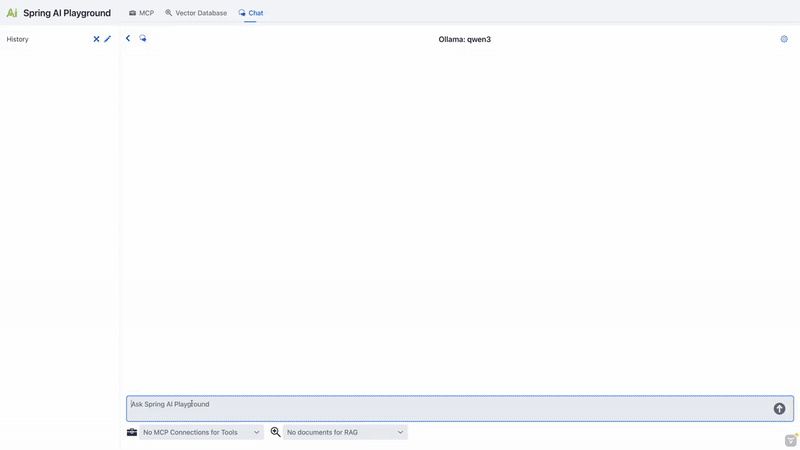 Ai Spring AI Playground MCP Vector Database Chat
History
Ollama: qwen3
Ask Spring AI Playground
No MCP Connections for Tools No documents for RAG